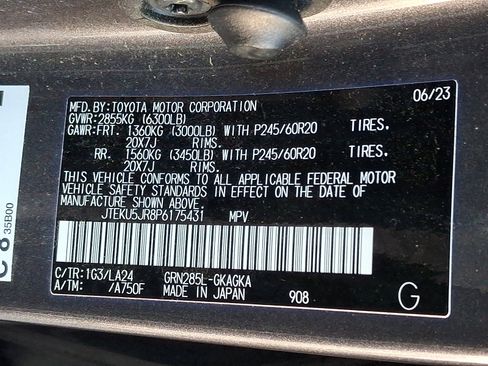 06/23
MFD.BY:TOYOTA MOTOR CORPORATION
GVWR:2855KG (6300LB)
GAWR:FRT. 1360KG (3000LB) WITH P245/60R20 TIRES.
20X7J RIMS.
RR. 1560KG (3450LB) WITH P245/60R20 TIRES.
20X7J RIMS.
THIS VEHICLE CONFORMS TO ALL APPLICABLE FEDERAL MOTOR
VEHICLE SAFETY STANDARDS IN EFFECT ON THE DATE OF
MANUFACTURE SHOWN ABOVE.
JTEKU5JR8P6175431 MPV
C/TR:1G3/LA24 GRN285L-GKAGKA
A/TM: /A750F MADE IN JAPAN 908
G
C 8 35B00